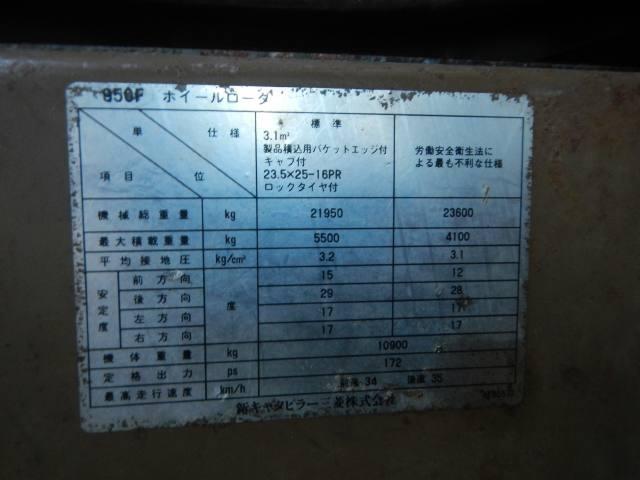 950F ホイールローダ
単 仕様
項目 位
標準
3.1m³
製品積込用バケットエッジ付
キャブ付
23.5×25-16PR
ロックタイヤ付
労働安全衛生法に
よる最も不利な仕様
機械総重量 kg 21950 23600
最大積載重量 kg 5500 4100
平均接地圧 kg/cm² 3.2 3.1
安定度 前方向 度 15 12
後方向 29 28
左方向 17 17
右方向 17 17
機体重量 kg 10900
定格出力 ps 172
最高走行速度 km/h 前進 34 後進 35
新キャタピラー三菱株式会社